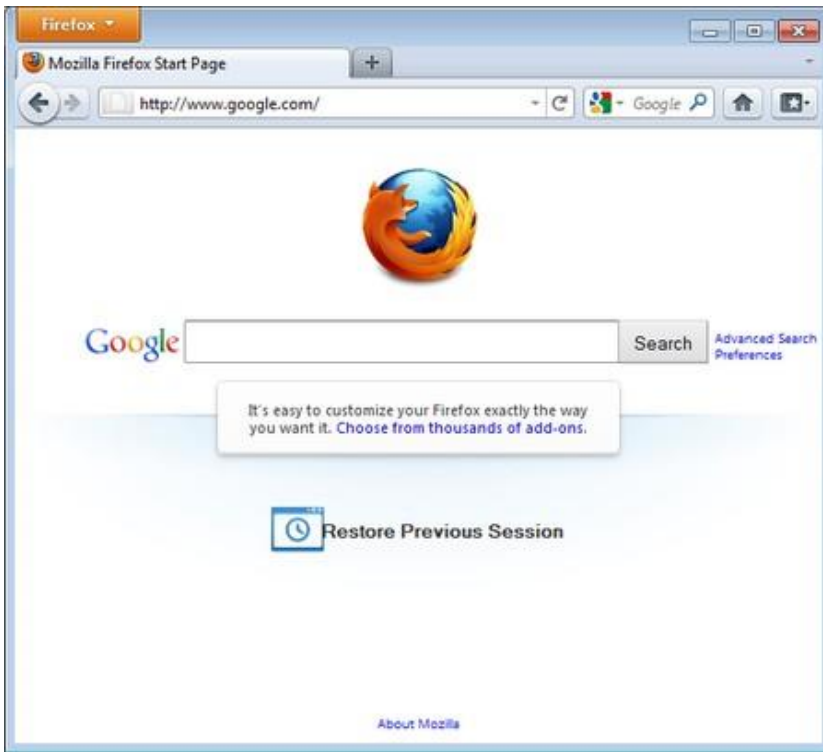 Firefox
Mozilla Firefox Start Page
http://www.google.com/
Google
Google
Search
Advanced Search
Preferences
It's easy to customize your Firefox exactly the way
you want it. Choose from thousands of add-ons.
Restore Previous Session
About Mozilla